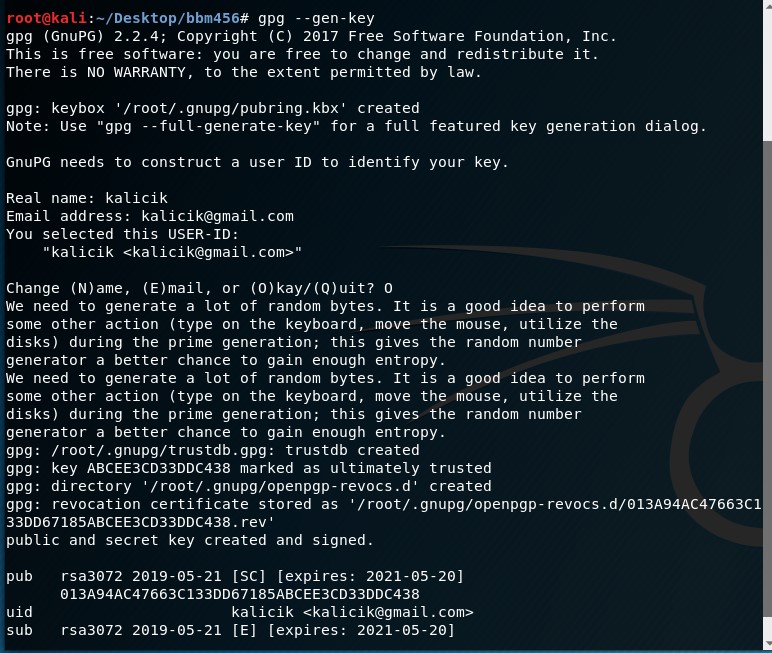 root@kali:~/Desktop/bbm456# gpg --gen-key
gpg (GnuPG) 2.2.4; Copyright (C) 2017 Free Software Foundation, Inc.
This is free software: you are free to change and redistribute it.
There is NO WARRANTY, to the extent permitted by law.
gpg: keybox '/root/.gnupg/pubring.kbx' created
Note: Use "gpg --full-generate-key" for a full featured key generation dialog.
GnuPG needs to construct a user ID to identify your key.
Real name: kalicik
Email address: kalicik@gmail.com
You selected this USER-ID:
    "kalicik <kalicik@gmail.com>"
Change (N)ame, (E)mail, or (O)kay/(Q)uit? O
We need to generate a lot of random bytes. It is a good idea to perform
some other action (type on the keyboard, move the mouse, utilize the
disks) during the prime generation; this gives the random number
generator a better chance to gain enough entropy.
We need to generate a lot of random bytes. It is a good idea to perform
some other action (type on the keyboard, move the mouse, utilize the
disks) during the prime generation; this gives the random number
generator a better chance to gain enough entropy.
gpg: /root/.gnupg/trustdb.gpg: trustdb created
gpg: key ABCEE3CD33DDC438 marked as ultimately trusted
gpg: directory '/root/.gnupg/openpgp-revocs.d' created
gpg: revocation certificate stored as '/root/.gnupg/openpgp-revocs.d/013A94AC47663C1
33DD67185ABCEE3CD33DDC438.rev'
public and secret key created and signed.
pub   rsa3072 2019-05-21 [SC] [expires: 2021-05-20]
      013A94AC47663C133DD67185ABCEE3CD33DDC438
uid                      kalicik <kalicik@gmail.com>
sub   rsa3072 2019-05-21 [E] [expires: 2021-05-20]